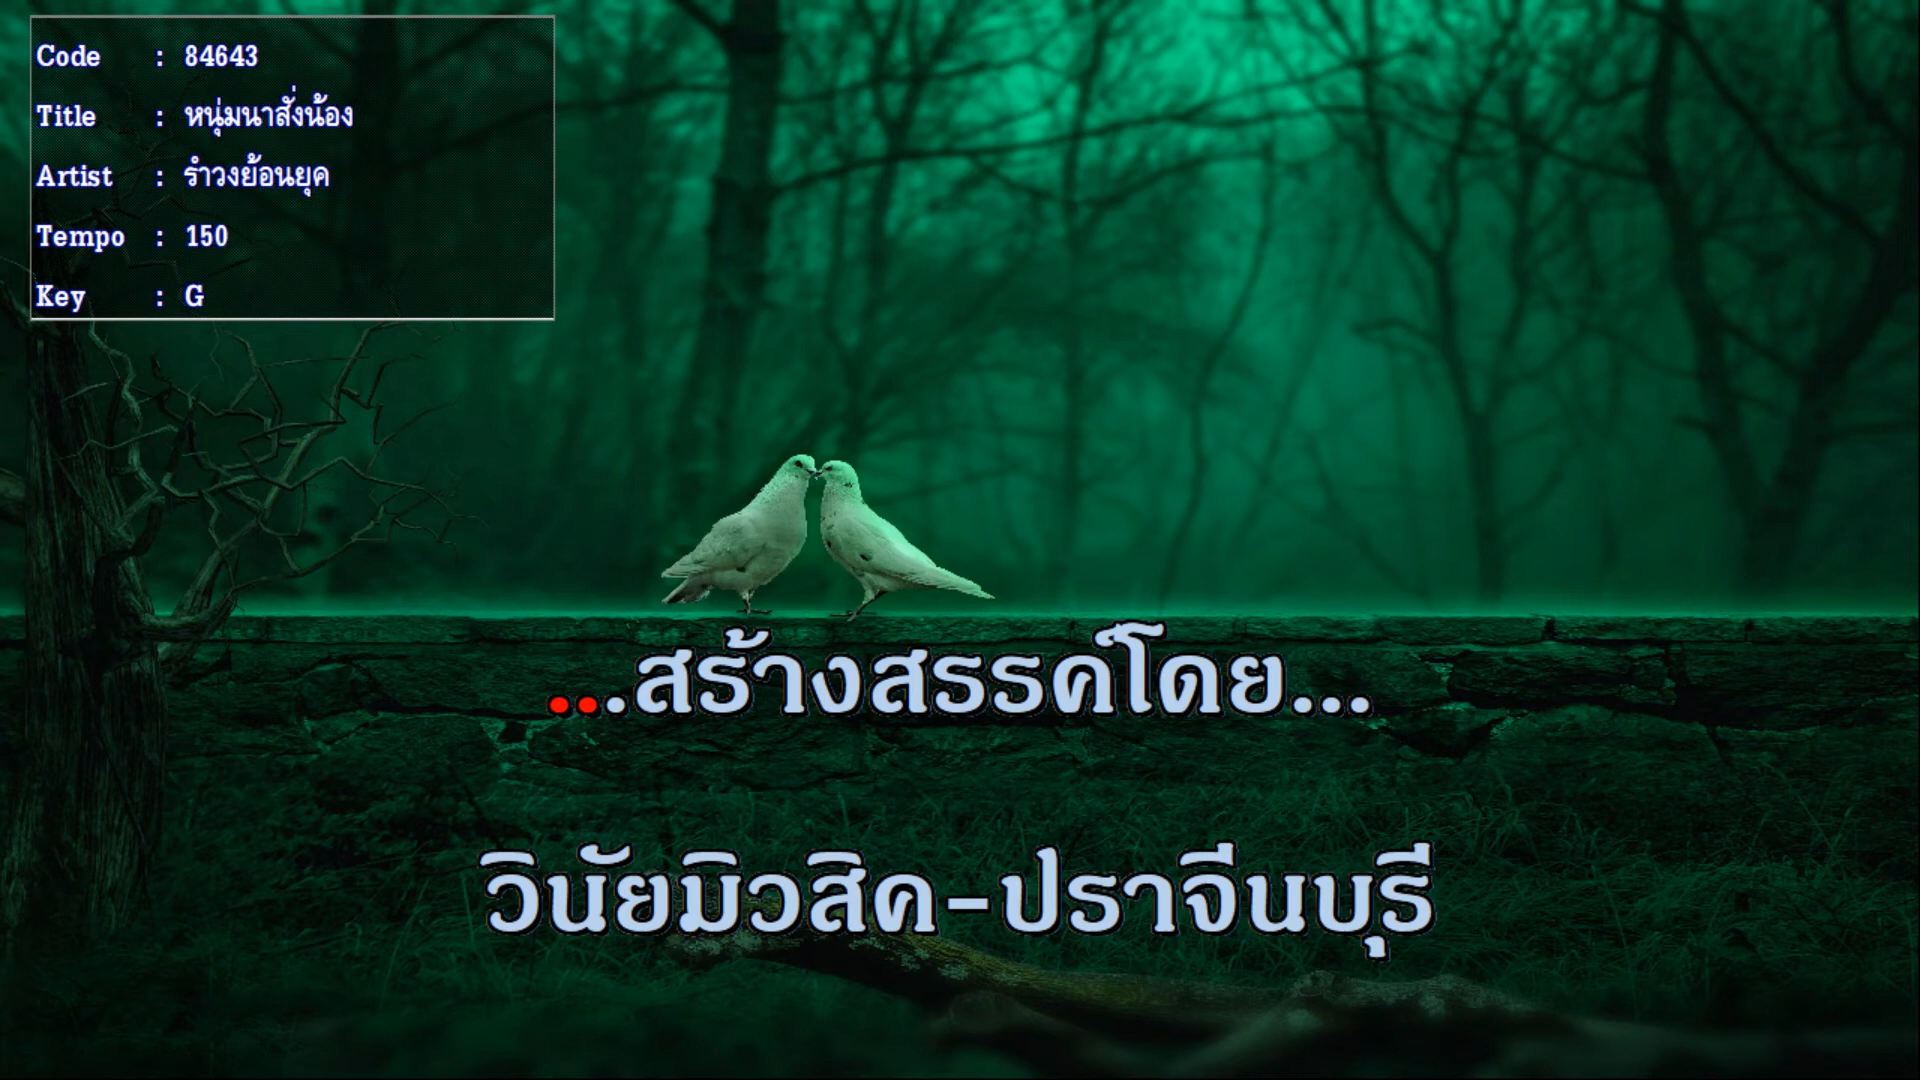 Code : 84643
Title : หนุ่มนาสั่งน้อง
Artist : รำวงย้อนยุค
Tempo : 150
Key : G
...สร้างสรรค์โดย...
วินัยมิวสิค-ปราจีนบุรี